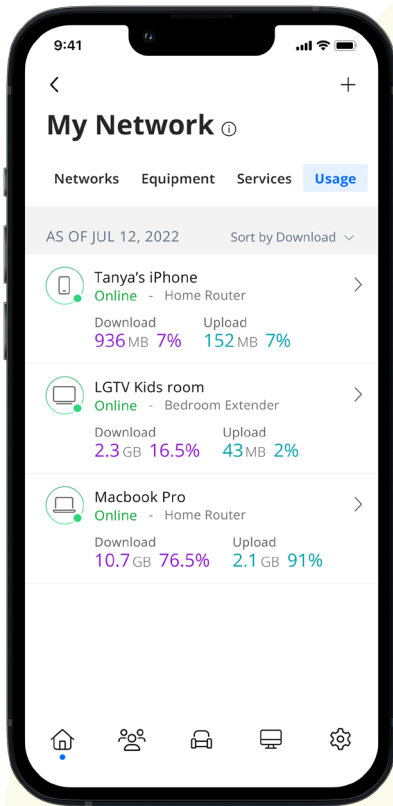 9:41
My Network
Networks Equipment Services Usage
AS OF JUL 12, 2022 Sort by Download
Tanya’s iPhone
Online - Home Router
Download Upload
936 MB 7% 152 MB 7%
LGTV Kids room
Online - Bedroom Extender
Download Upload
2.3 GB 16.5% 43 MB 2%
Macbook Pro
Online - Home Router
Download Upload
10.7 GB 76.5% 2.1 GB 91%